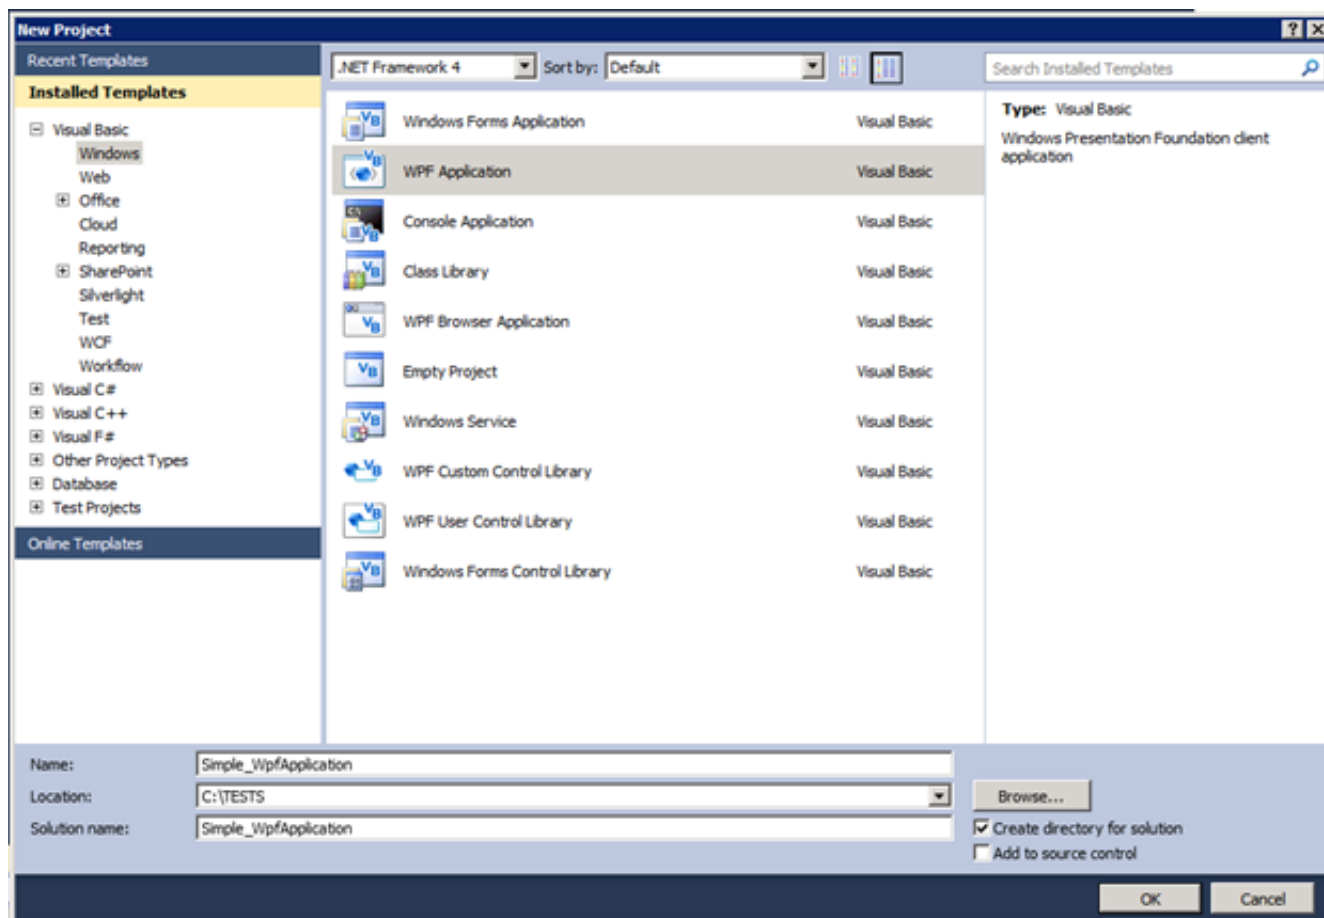 New Project
Recent Templates
Installed Templates
Visual Basic
Windows
Web
Office
Cloud
Reporting
SharePoint
Silverlight
Test
WCF
Workflow
Visual C#
Visual C++
Visual F#
Other Project Types
Database
Test Projects
Online Templates
.NET Framework 4 Sort by: Default
Windows Forms Application Visual Basic
WPF Application Visual Basic
Console Application Visual Basic
Class Library Visual Basic
WPF Browser Application Visual Basic
Empty Project Visual Basic
Windows Service Visual Basic
WPF Custom Control Library Visual Basic
WPF User Control Library Visual Basic
Windows Forms Control Library Visual Basic
Search Installed Templates
Type: Visual Basic
Windows Presentation Foundation client
application
Name: Simple_WpfApplication
Location: C:\TESTS Browse...
Solution name: Simple_WpfApplication Create directory for solution
Add to source control
OK Cancel